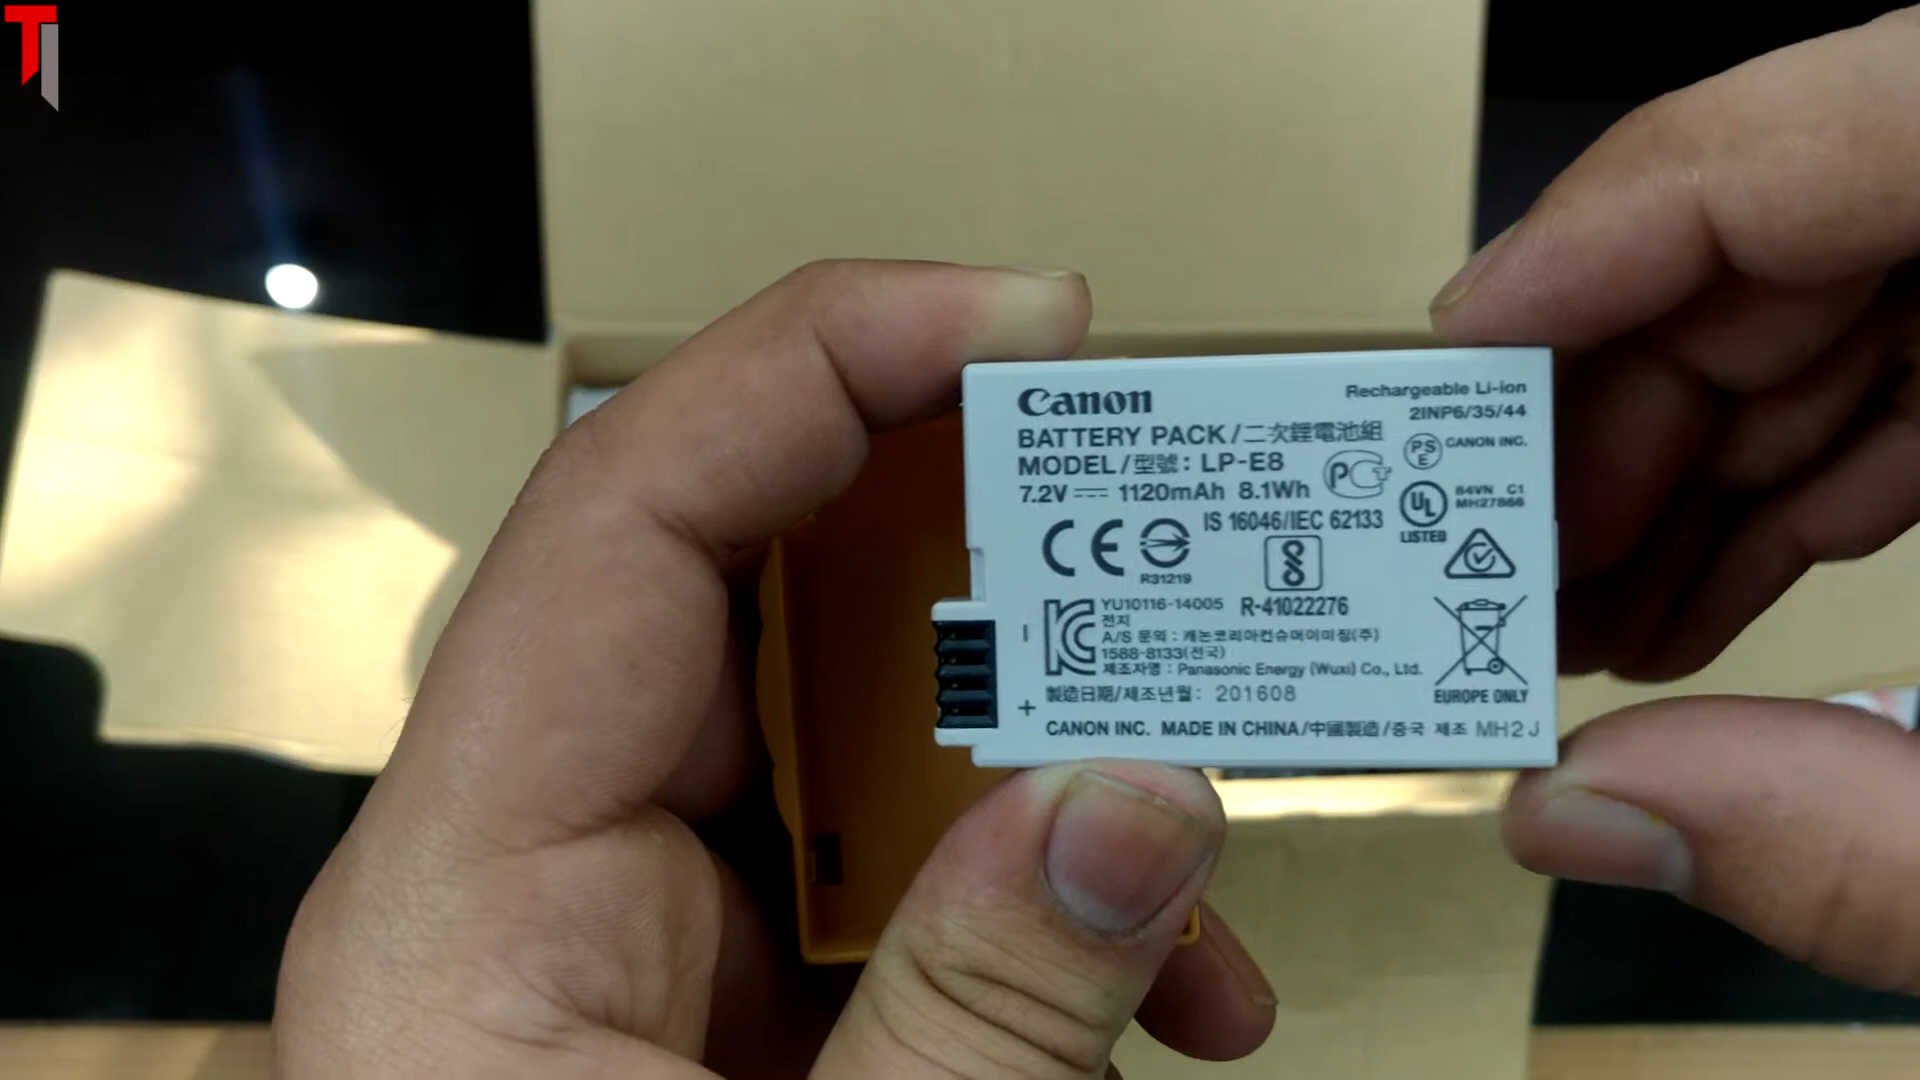 Canon
Rechargeable Li-ion
2INP6/35/44
BATTERY PACK/二次鋰電池組
PSE CANON INC.
MODEL/型號: LP-E8
PCT
7.2V ⎓ 1120mAh 8.1Wh
UL 84VN C1
MH27866
LISTED
IS 16046/IEC 62133
CE
R31219
R-41022276
YU10116-14005
전지
A/S 문의 : 캐논코리아컨슈머이미징(주)
1588-8133(전국)
제조자명 : Panasonic Energy (Wuxi) Co., Ltd.
製造日期/제조년월: 201608
EUROPE ONLY
−
+
CANON INC. MADE IN CHINA/中國製造/중국 제조 MH2J